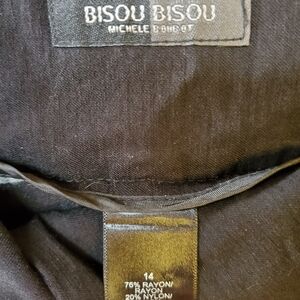 BISOU BISOU
MICHELE BOHBOT
14
76% RAYON/
RAYON
20% NYLON/